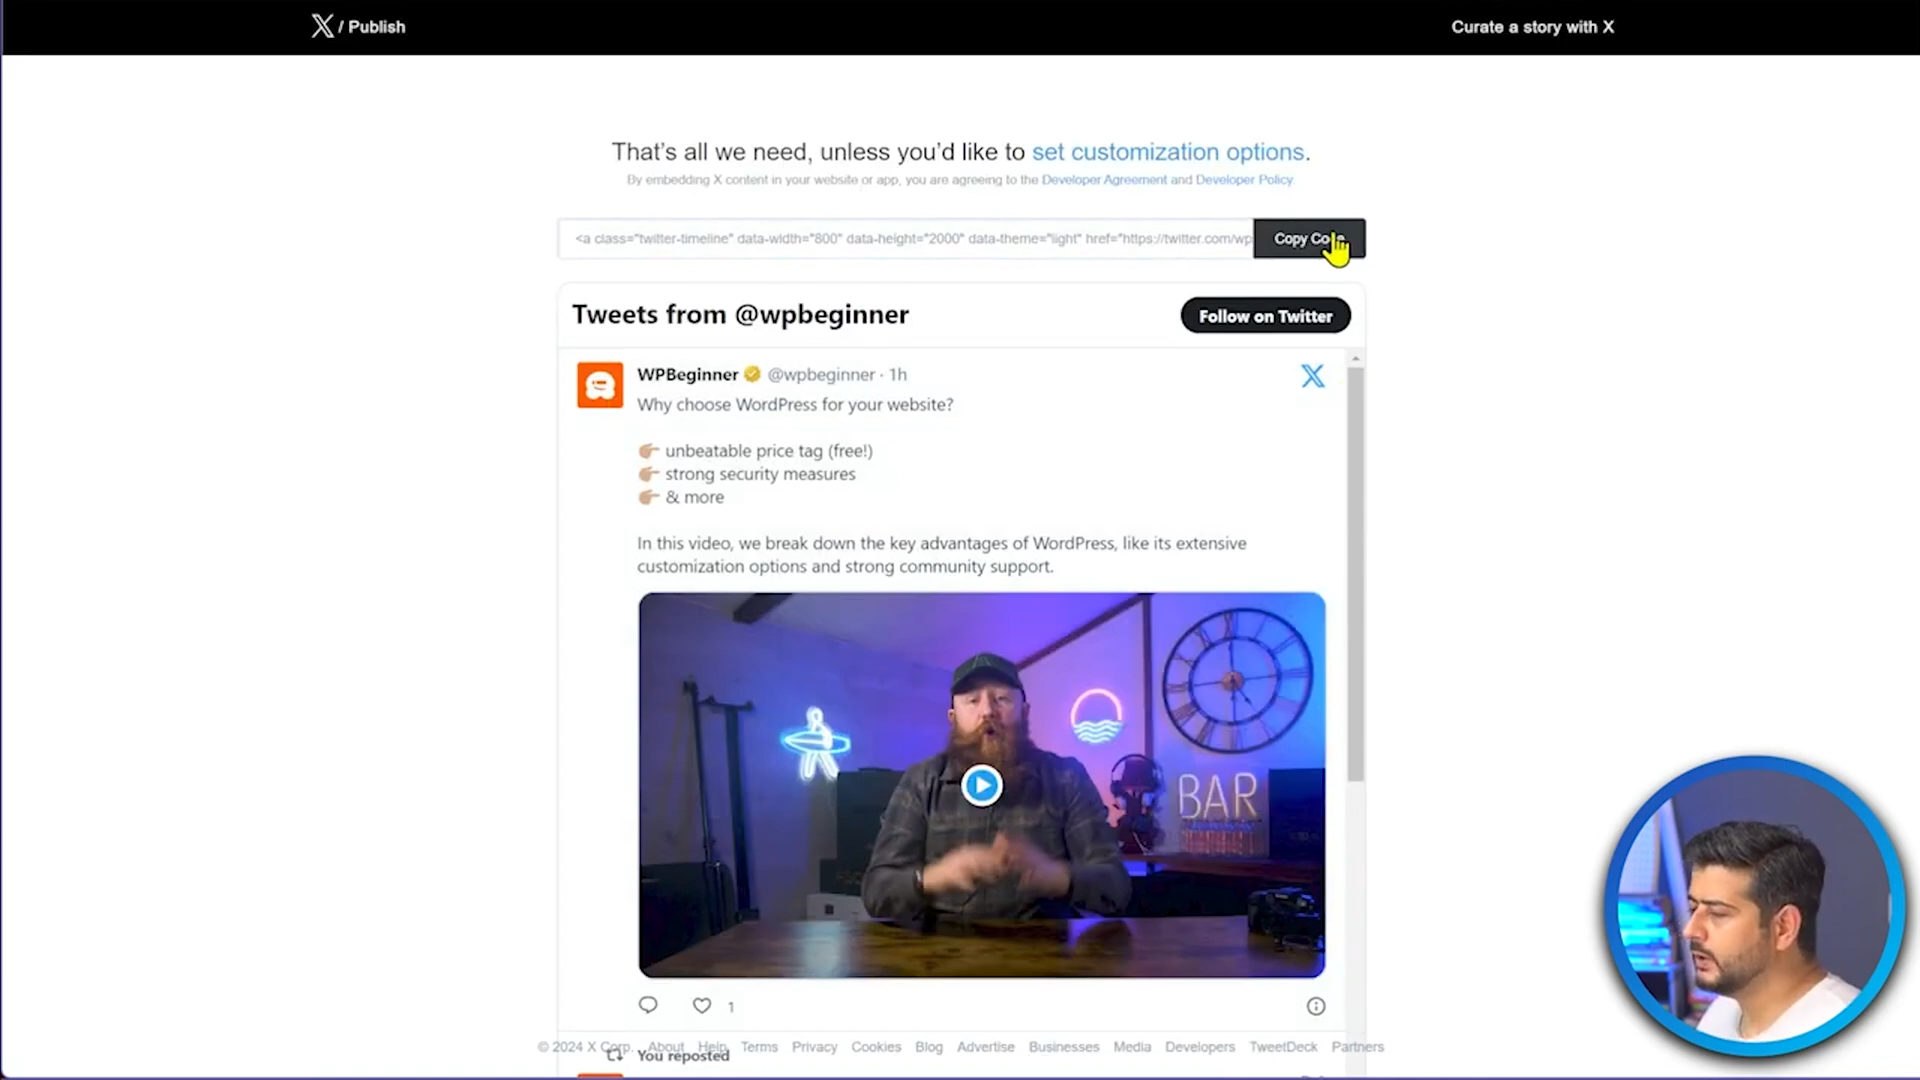 X / Publish
Curate a story with X
That's all we need, unless you'd like to set customization options.
By embedding X content in your website or app, you are agreeing to the Developer Agreement and Developer Policy.
<a class="twitter-timeline" data-width="800" data-height="2000" data-theme="light" href="https://twitter.com/wp
Copy Co
Tweets from @wpbeginner
Follow on Twitter
WPBeginner @wpbeginner · 1h
Why choose WordPress for your website?
👉🏼 unbeatable price tag (free!)
👉🏼 strong security measures
👉🏼 & more
In this video, we break down the key advantages of WordPress, like its extensive
customization options and strong community support.
BAR
1
© 2024 X Corp. About Help Terms Privacy Cookies Blog Advertise Businesses Media Developers TweetDeck Partners
You reposted